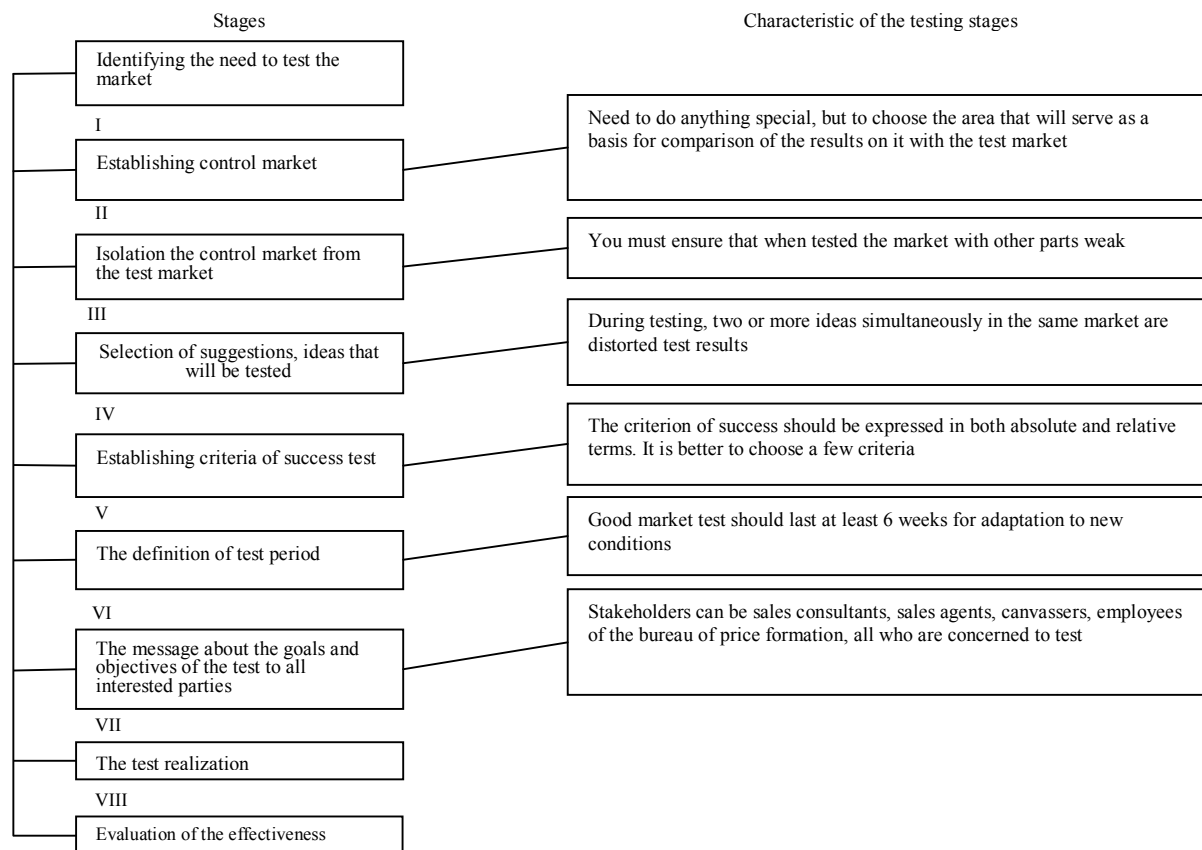 Stages
Characteristic of the testing stages
Identifying the need to test the
market
I
Establishing control market
Need to do anything special, but to choose the area that will serve as a
basis for comparison of the results on it with the test market
II
Isolation the control market from
the test market
You must ensure that when tested the market with other parts weak
III
Selection of suggestions, ideas that
will be tested
During testing, two or more ideas simultaneously in the same market are
distorted test results
IV
Establishing criteria of success test
The criterion of success should be expressed in both absolute and relative
terms. It is better to choose a few criteria
V
The definition of test period
Good market test should last at least 6 weeks for adaptation to new
conditions
VI
The message about the goals and
objectives of the test to all
interested parties
Stakeholders can be sales consultants, sales agents, canvassers, employees
of the bureau of price formation, all who are concerned to test
VII
The test realization
VIII
Evaluation of the effectiveness